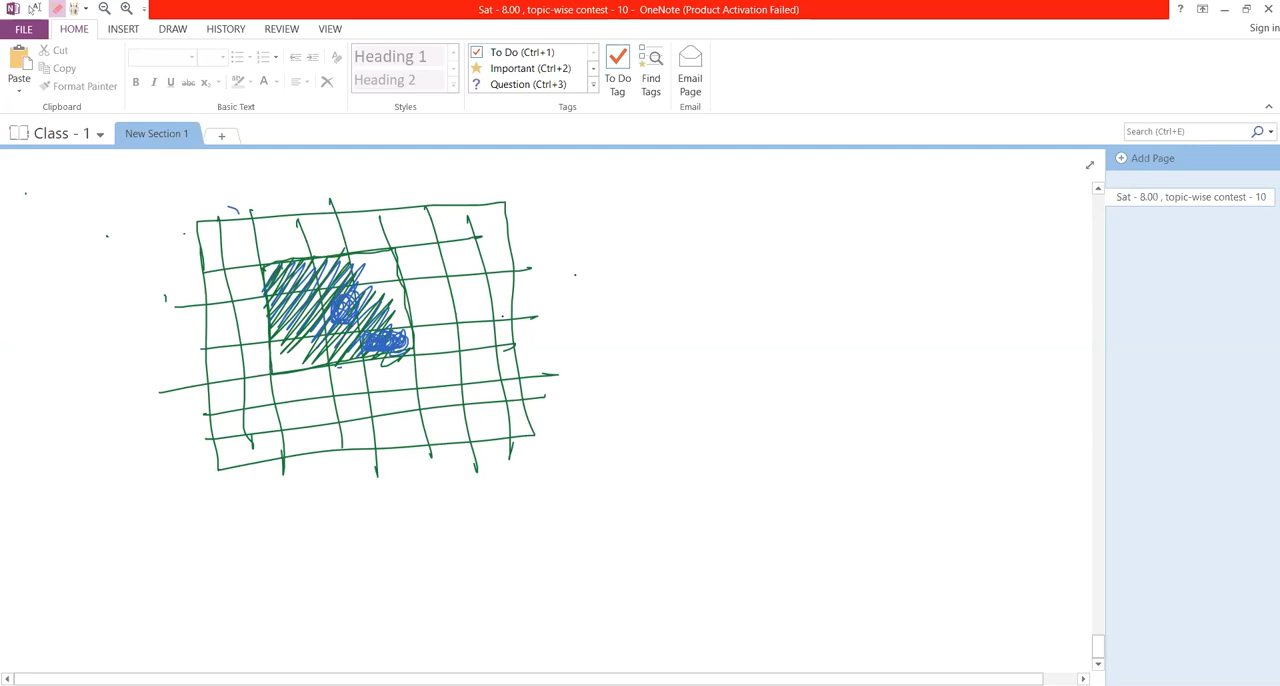 Sat - 8.00 , topic-wise contest - 10 - OneNote (Product Activation Failed)
?
FILE HOME INSERT DRAW HISTORY REVIEW VIEW
Sign in
Paste
Cut
Copy
Format Painter
Clipboard
B I U abc X₂ A
Basic Text
Heading 1
Heading 2
Styles
To Do (Ctrl+1)
Important (Ctrl+2)
? Question (Ctrl+3)
To Do Tag
Find Tags
Tags
Email Page
Email
Class - 1
New Section 1
+
Search (Ctrl+E)
Add Page
Sat - 8.00 , topic-wise contest - 10